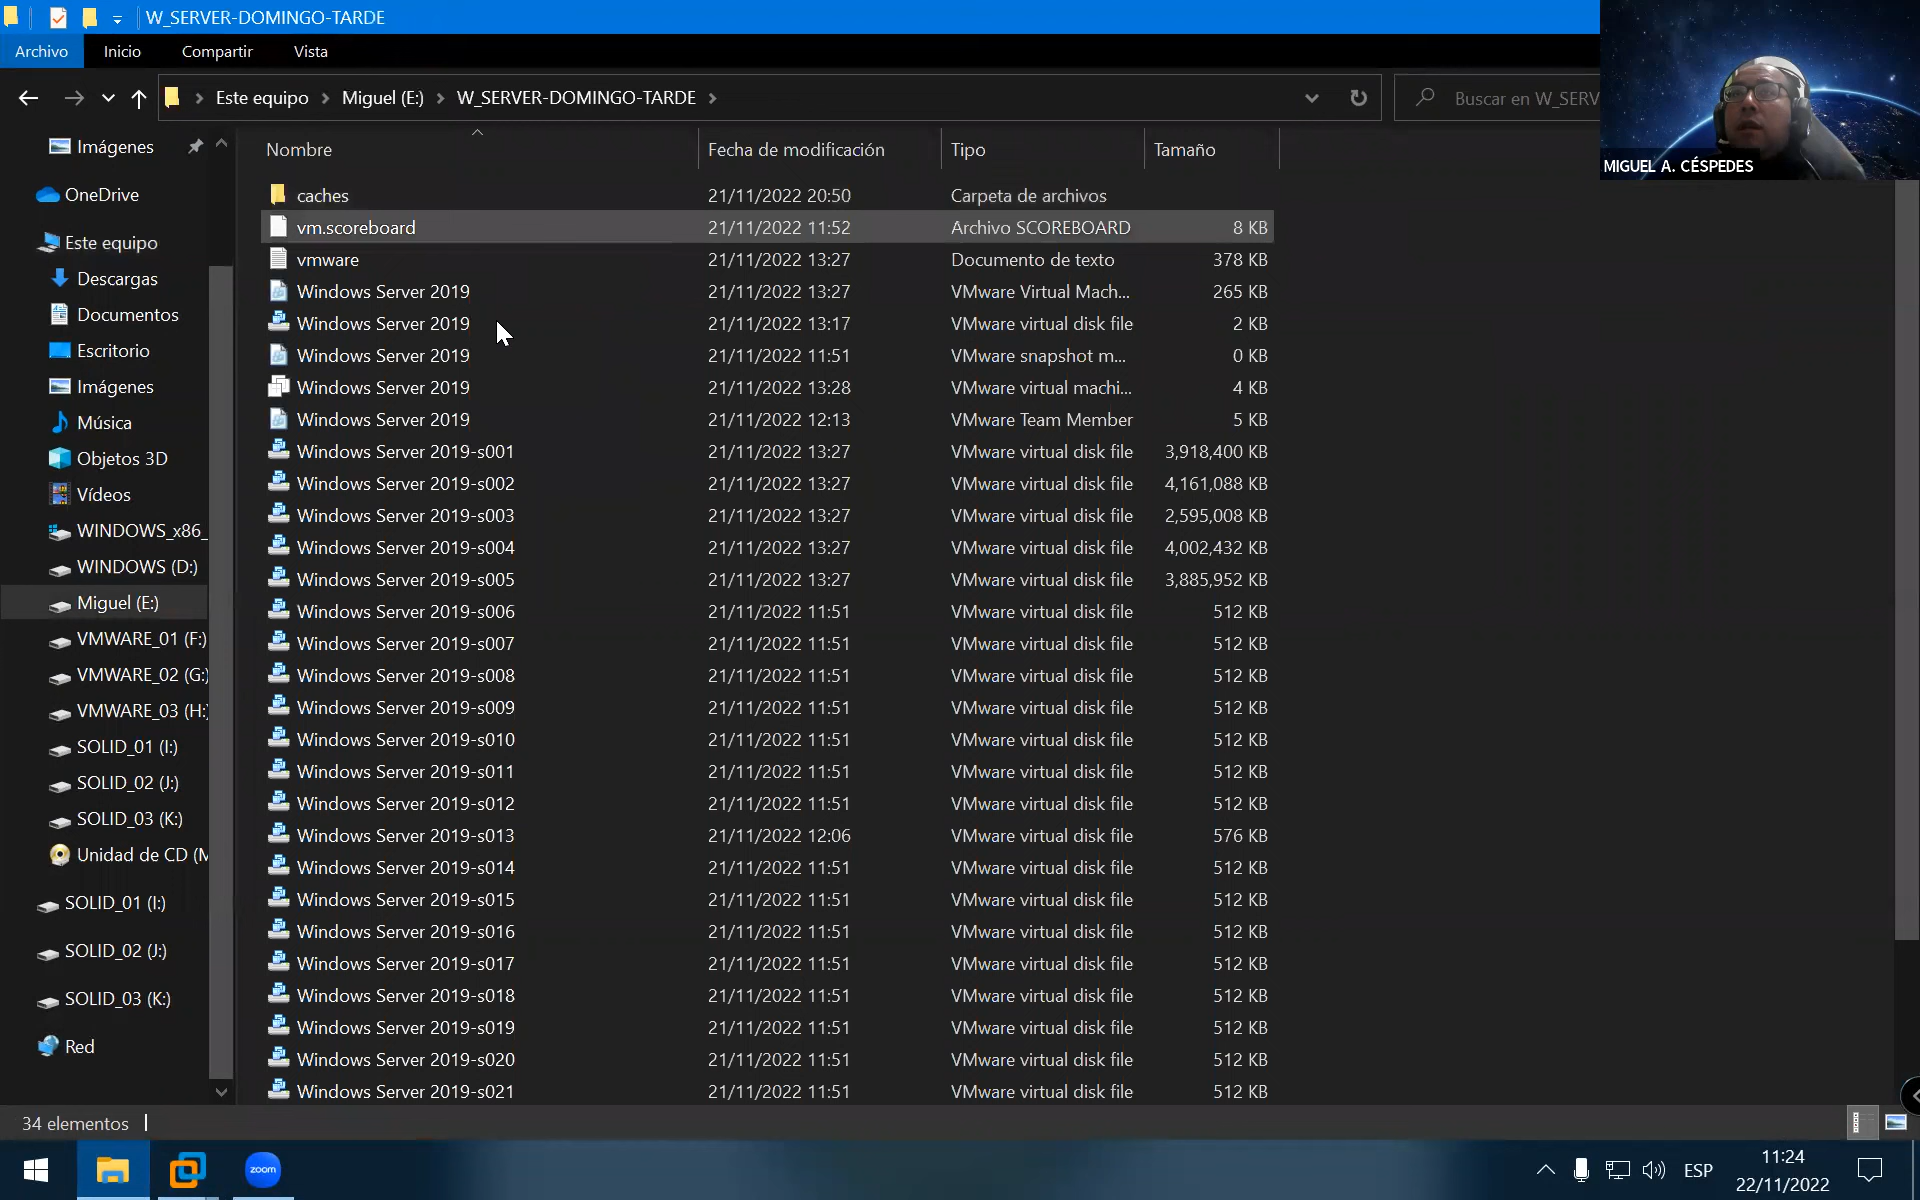 W_SERVER-DOMINGO-TARDE
Archivo Inicio Compartir Vista
Este equipo Miguel (E:) W_SERVER-DOMINGO-TARDE
Buscar en W_SERV
MIGUEL A. CÉSPEDES
Imágenes
OneDrive
Este equipo
Descargas
Documentos
Escritorio
Imágenes
Música
Objetos 3D
Vídeos
WINDOWS_x86_
WINDOWS (D:)
Miguel (E:)
VMWARE_01 (F:)
VMWARE_02 (G:)
VMWARE_03 (H:)
SOLID_01 (I:)
SOLID_02 (J:)
SOLID_03 (K:)
Unidad de CD (M
SOLID_01 (I:)
SOLID_02 (J:)
SOLID_03 (K:)
Red
Nombre Fecha de modificación Tipo Tamaño
caches 21/11/2022 20:50 Carpeta de archivos
vm.scoreboard 21/11/2022 11:52 Archivo SCOREBOARD 8 KB
vmware 21/11/2022 13:27 Documento de texto 378 KB
Windows Server 2019 21/11/2022 13:27 VMware Virtual Mach... 265 KB
Windows Server 2019 21/11/2022 13:17 VMware virtual disk file 2 KB
Windows Server 2019 21/11/2022 11:51 VMware snapshot m... 0 KB
Windows Server 2019 21/11/2022 13:28 VMware virtual machi... 4 KB
Windows Server 2019 21/11/2022 12:13 VMware Team Member 5 KB
Windows Server 2019-s001 21/11/2022 13:27 VMware virtual disk file 3,918,400 KB
Windows Server 2019-s002 21/11/2022 13:27 VMware virtual disk file 4,161,088 KB
Windows Server 2019-s003 21/11/2022 13:27 VMware virtual disk file 2,595,008 KB
Windows Server 2019-s004 21/11/2022 13:27 VMware virtual disk file 4,002,432 KB
Windows Server 2019-s005 21/11/2022 13:27 VMware virtual disk file 3,885,952 KB
Windows Server 2019-s006 21/11/2022 11:51 VMware virtual disk file 512 KB
Windows Server 2019-s007 21/11/2022 11:51 VMware virtual disk file 512 KB
Windows Server 2019-s008 21/11/2022 11:51 VMware virtual disk file 512 KB
Windows Server 2019-s009 21/11/2022 11:51 VMware virtual disk file 512 KB
Windows Server 2019-s010 21/11/2022 11:51 VMware virtual disk file 512 KB
Windows Server 2019-s011 21/11/2022 11:51 VMware virtual disk file 512 KB
Windows Server 2019-s012 21/11/2022 11:51 VMware virtual disk file 512 KB
Windows Server 2019-s013 21/11/2022 12:06 VMware virtual disk file 576 KB
Windows Server 2019-s014 21/11/2022 11:51 VMware virtual disk file 512 KB
Windows Server 2019-s015 21/11/2022 11:51 VMware virtual disk file 512 KB
Windows Server 2019-s016 21/11/2022 11:51 VMware virtual disk file 512 KB
Windows Server 2019-s017 21/11/2022 11:51 VMware virtual disk file 512 KB
Windows Server 2019-s018 21/11/2022 11:51 VMware virtual disk file 512 KB
Windows Server 2019-s019 21/11/2022 11:51 VMware virtual disk file 512 KB
Windows Server 2019-s020 21/11/2022 11:51 VMware virtual disk file 512 KB
Windows Server 2019-s021 21/11/2022 11:51 VMware virtual disk file 512 KB
34 elementos
zoom
ESP
11:24
22/11/2022